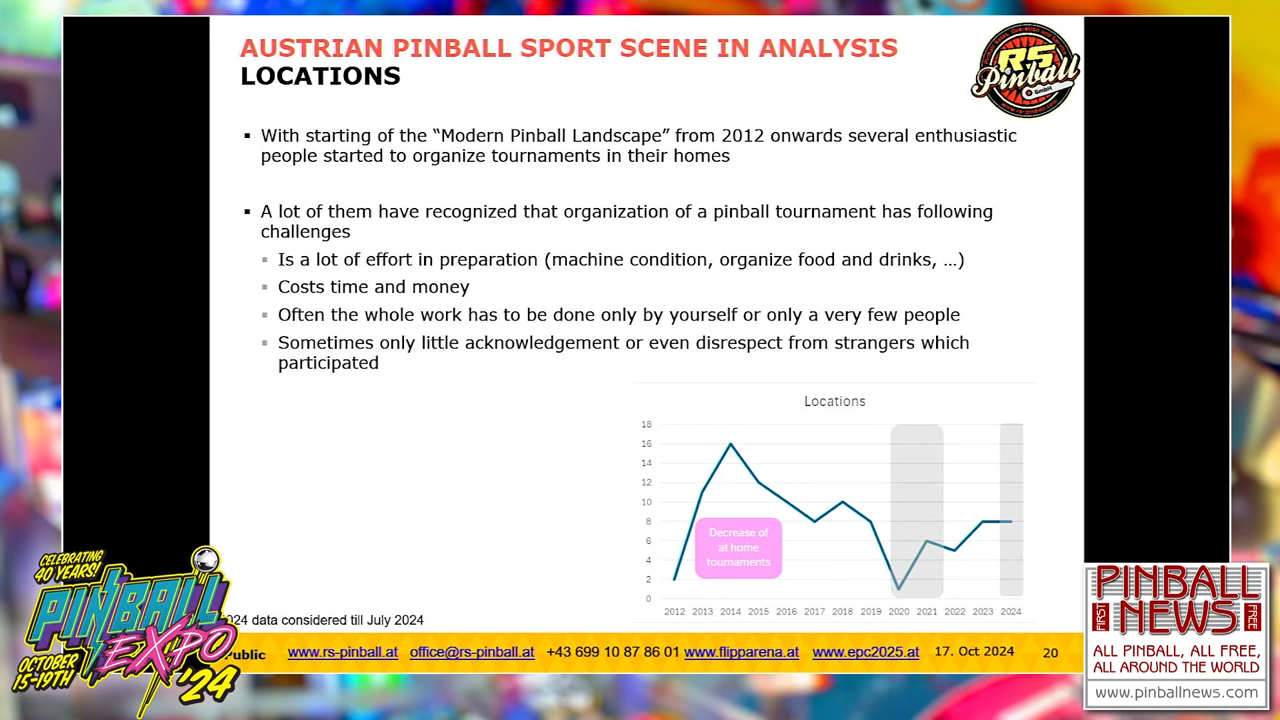 AUSTRIAN PINBALL SPORT SCENE IN ANALYSIS
LOCATIONS
RS
Pinball
GmbH
With starting of the “Modern Pinball Landscape” from 2012 onwards several enthusiastic
people started to organize tournaments in their homes
A lot of them have recognized that organization of a pinball tournament has following
challenges
Is a lot of effort in preparation (machine condition, organize food and drinks, …)
Costs time and money
Often the whole work has to be done only by yourself or only a very few people
Sometimes only little acknowledgement or even disrespect from strangers which
participated
Locations
18
16
14
12
10
8
6
4
2
0
Decrease of
at home
tournaments
2012 2013 2014 2015 2016 2017 2018 2019 2020 2021 2022 2023 2024
24 data considered till July 2024
ublic www.rs-pinball.at office@rs-pinball.at +43 699 10 87 86 01 www.flipparena.at www.epc2025.at 17. Oct 2024 20
CELEBRATING
40 YEARS!
PINBALL
EXPO
OCTOBER
15-19TH
'24
PINBALL
FIRST NEWS FREE
ALL PINBALL, ALL FREE,
ALL AROUND THE WORLD
www.pinballnews.com